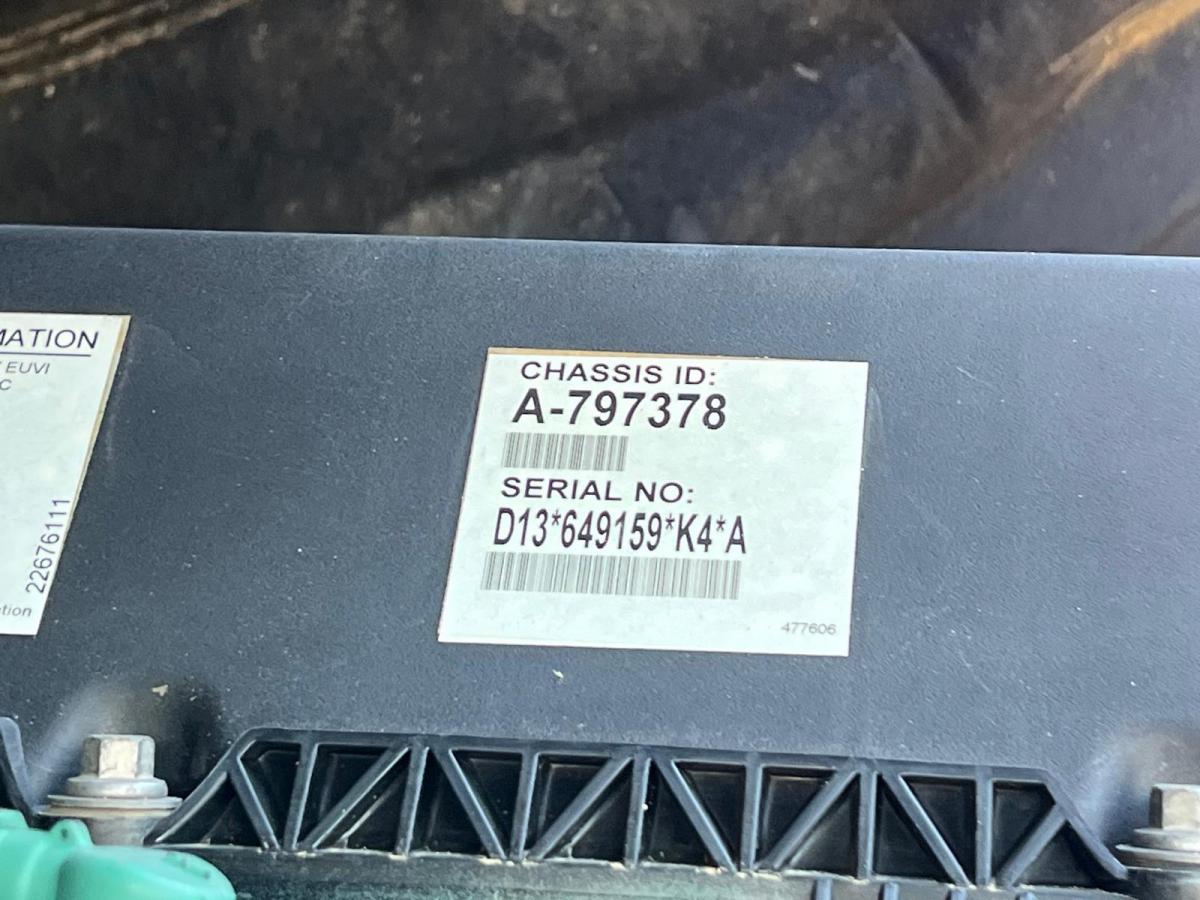 MATION
EUVI
C
22676111
tion
CHASSIS ID:
A-797378
SERIAL NO:
D13*649159*K4*A
477606